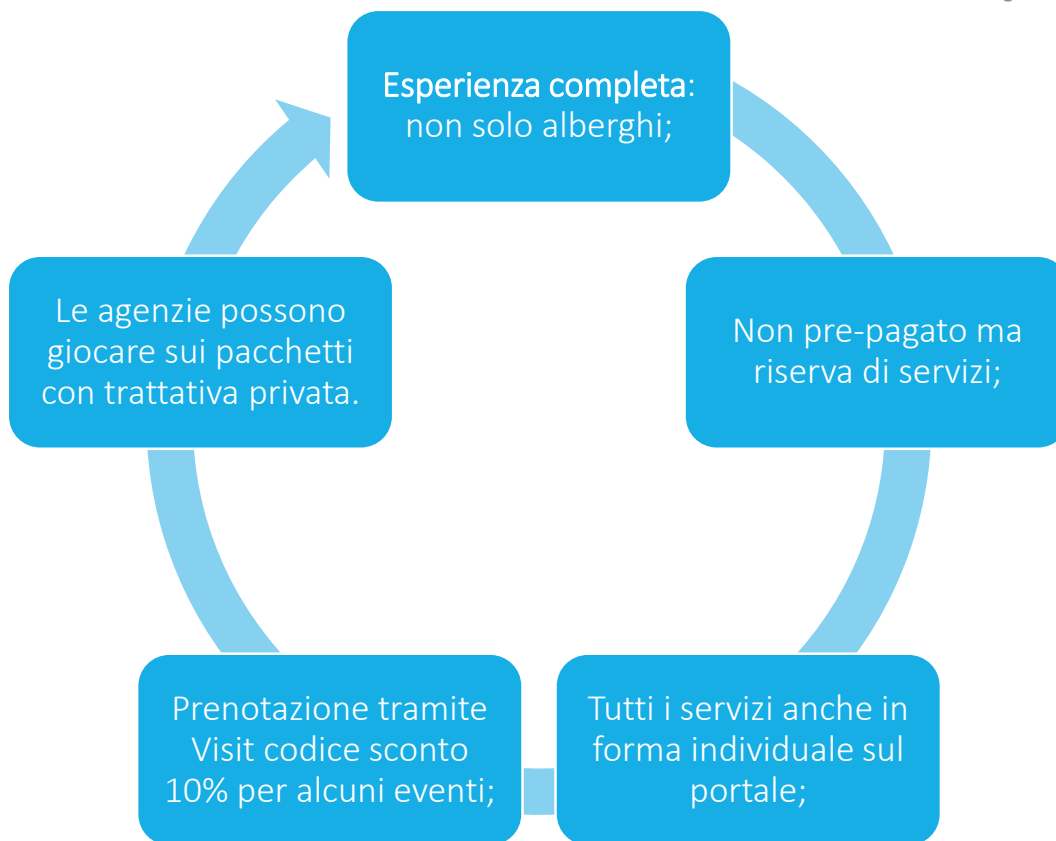 Esperienza completa:
non solo alberghi;
Non pre-pagato ma
riserva di servizi;
Tutti i servizi anche in
forma individuale sul
portale;
Prenotazione tramite
Visit codice sconto
10% per alcuni eventi;
Le agenzie possono
giocare sui pacchetti
con trattativa privata.